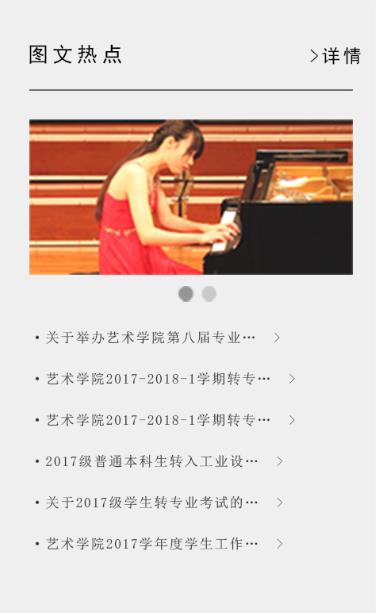 图文热点
>详情
•关于举办艺术学院第八届专业… >
•艺术学院2017-2018-1学期转专… >
•艺术学院2017-2018-1学期转专… >
•2017级普通本科生转入工业设… >
•关于2017级学生转专业考试的… >
•艺术学院2017学年度学生工作… >